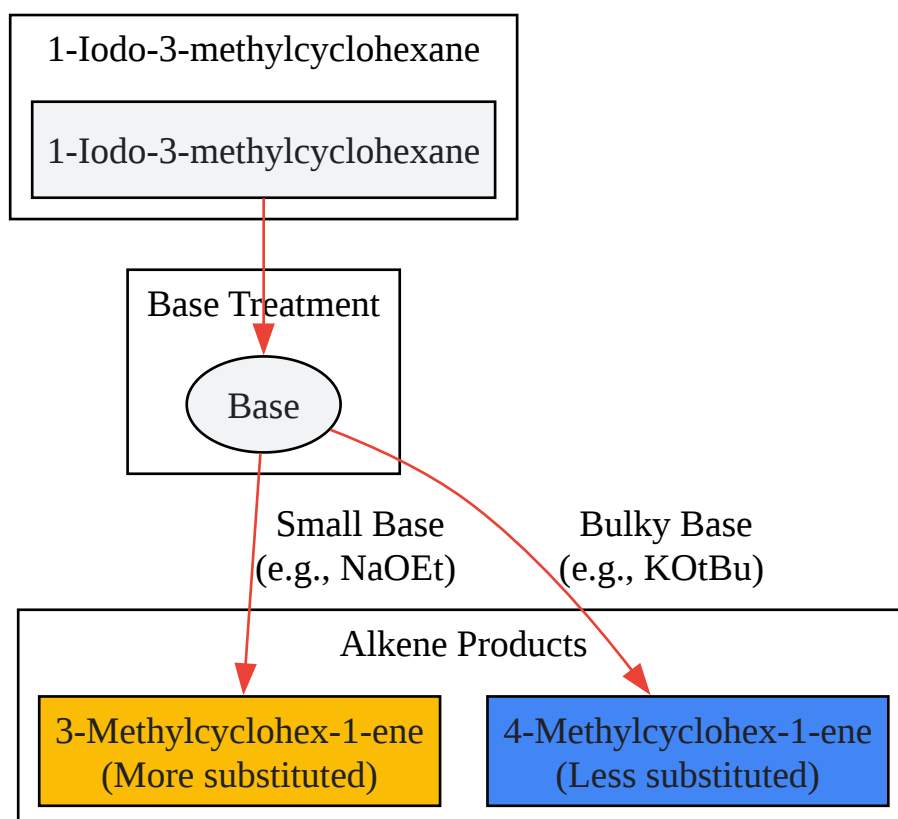 1-Iodo-3-methylcyclohexane
1-Iodo-3-methylcyclohexane
Base Treatment
Base
Small Base
(e.g., NaOEt)
Bulky Base
(e.g., KOtBu)
Alkene Products
3-Methylcyclohex-1-ene
(More substituted)
4-Methylcyclohex-1-ene
(Less substituted)